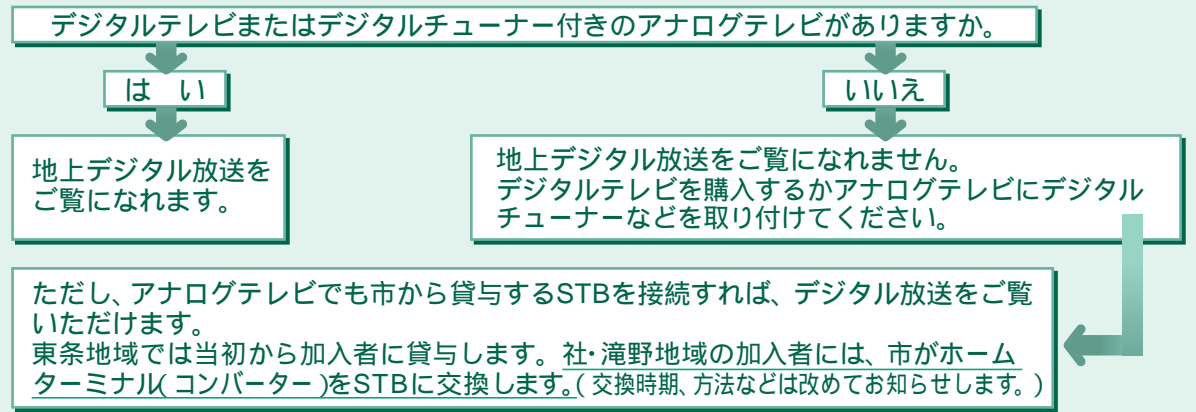 デジタルテレビまたはデジタルチューナー付きのアナログテレビがありますか。
はい
いいえ
地上デジタル放送を
ご覧になれます。
地上デジタル放送をご覧になれません。
デジタルテレビを購入するかアナログテレビにデジタル
チューナーなどを取り付けてください。
ただし、アナログテレビでも市から貸与するSTBを接続すれば、デジタル放送をご覧
いただけます。
東条地域では当初から加入者に貸与します。社・滝野地域の加入者には、市がホーム
ターミナル(コンバーター)をSTBに交換します。(交換時期、方法などは改めてお知らせします。)